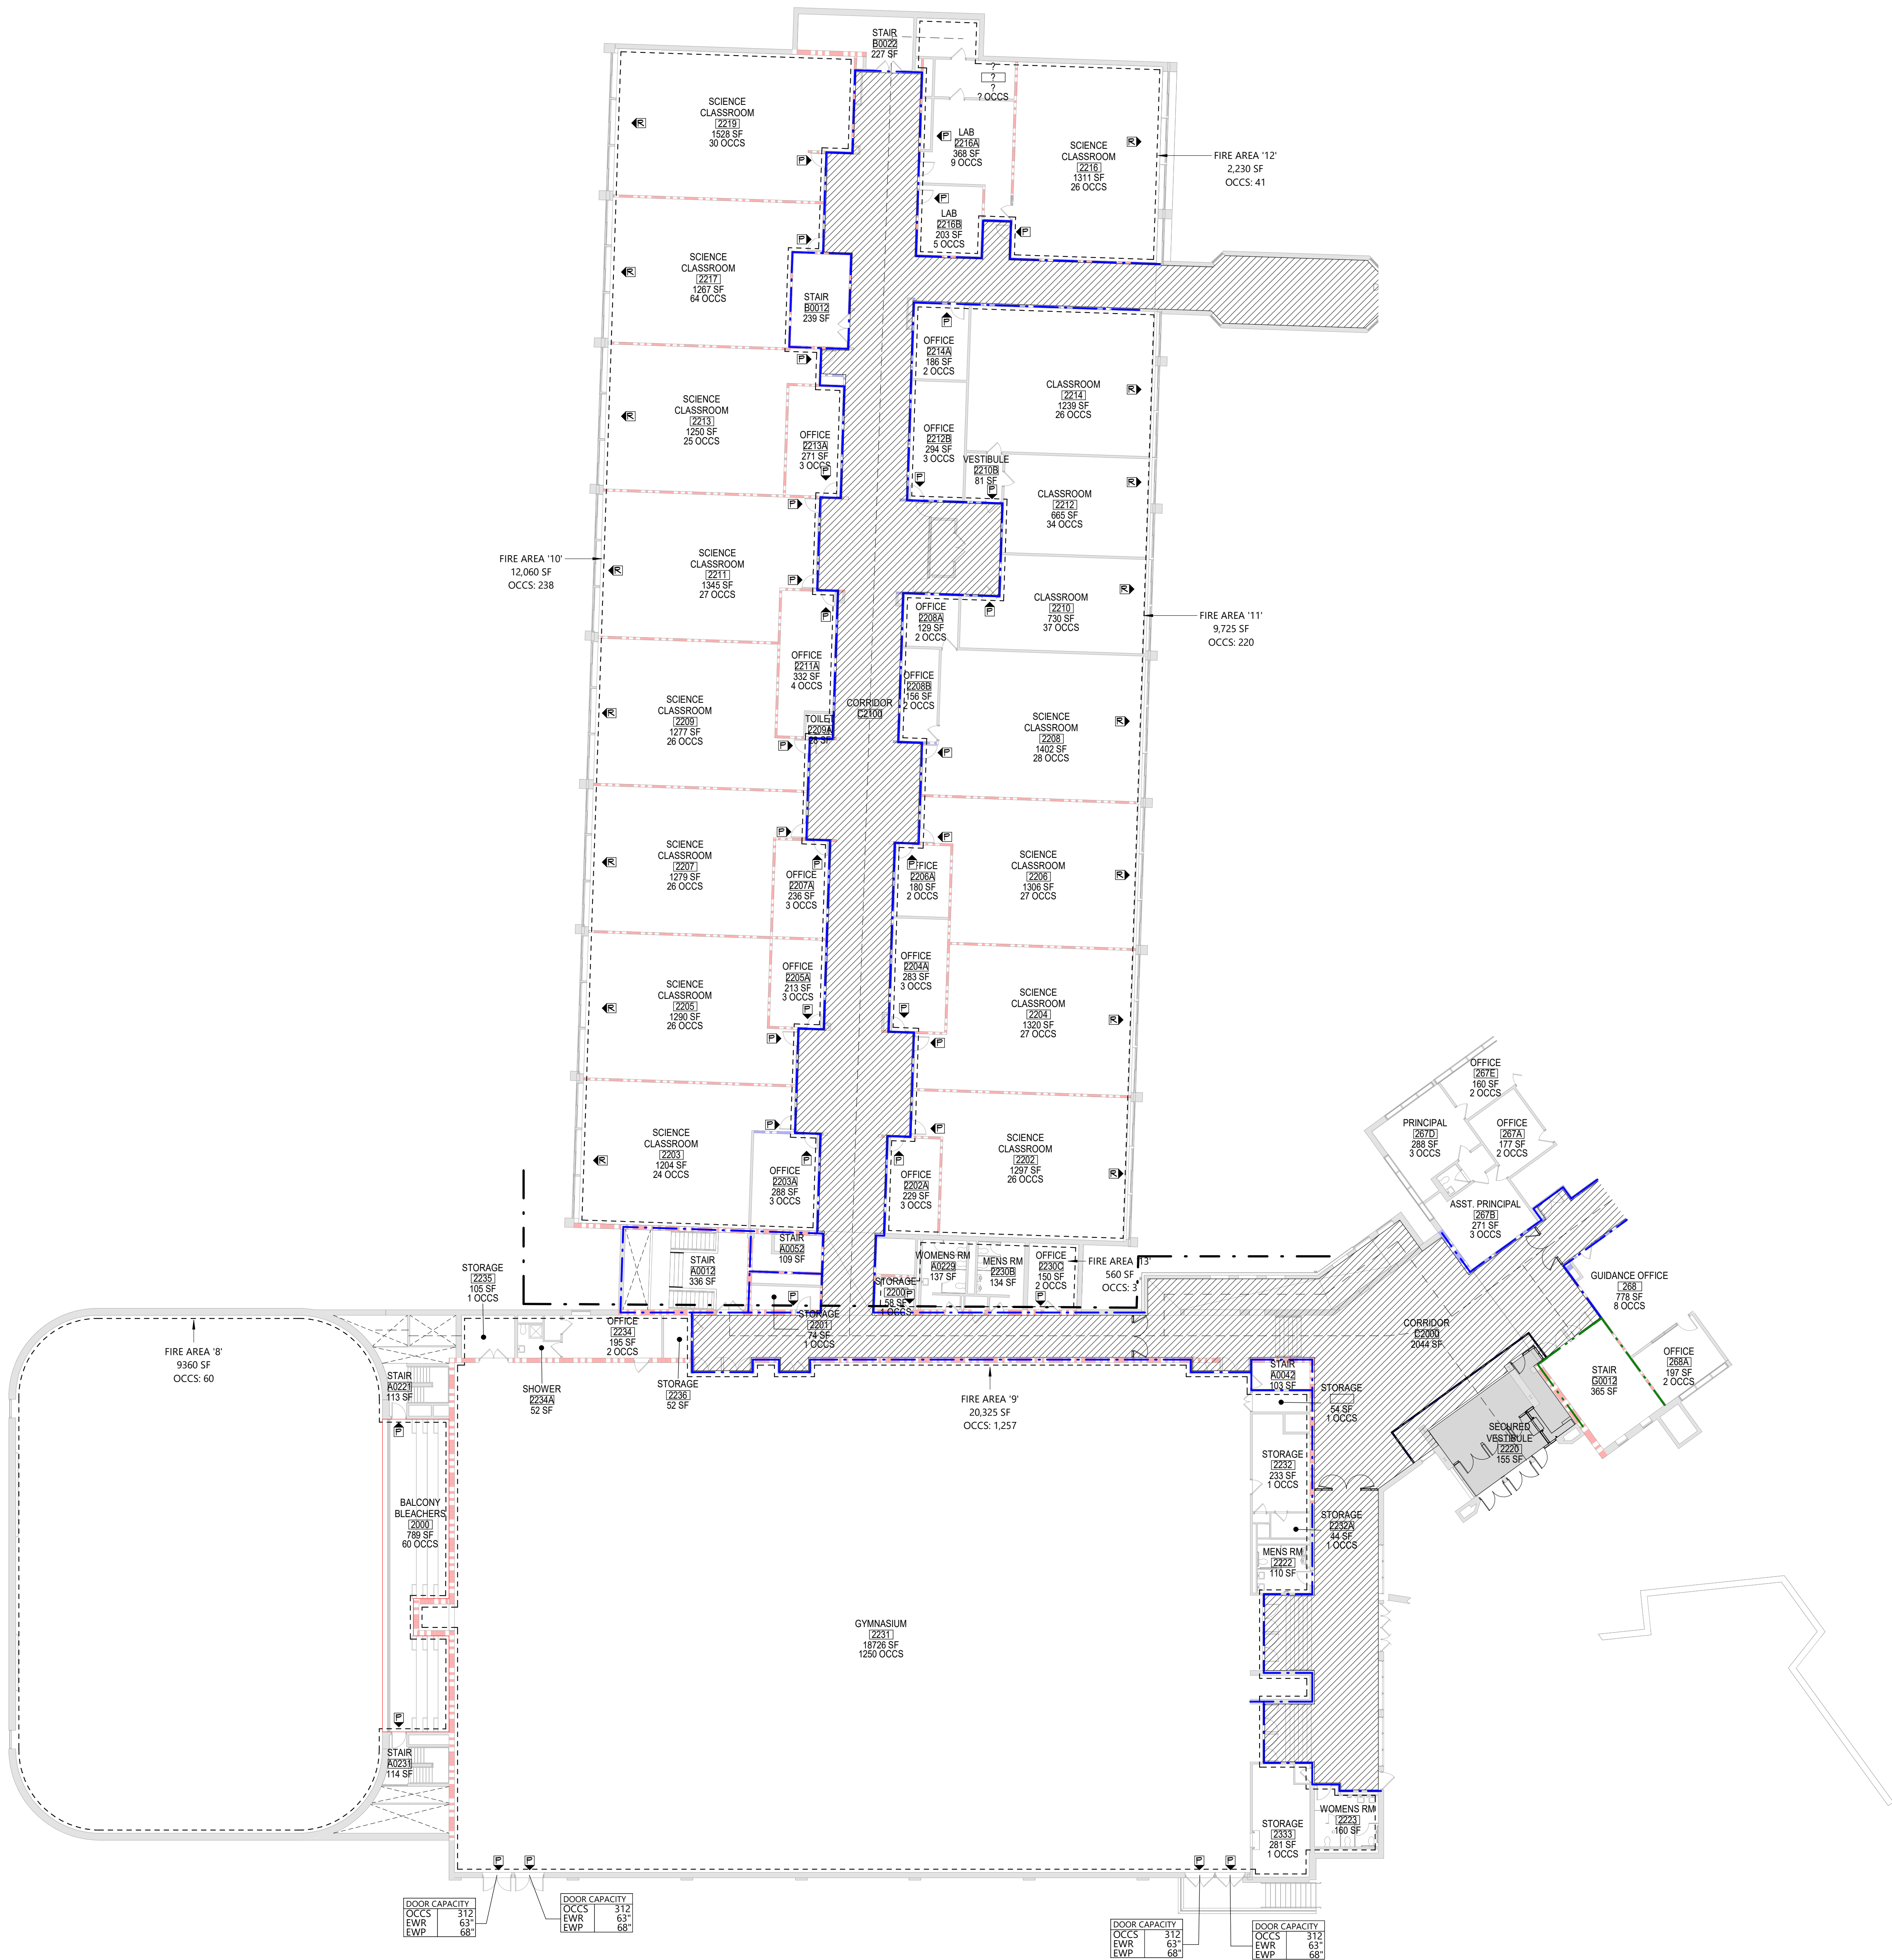 STAIR
B0022
227 SF
?
?
?
? OCCS
SCIENCE
CLASSROOM
2219
1528 SF
30 OCCS
LAB
2216A
368 SF
9 OCCS
SCIENCE
CLASSROOM
2216
1311 SF
26 OCCS
FIRE AREA '12'
2,230 SF
OCCS: 41
LAB
2216B
203 SF
5 OCCS
SCIENCE
CLASSROOM
2217
1267 SF
64 OCCS
STAIR
B0012
239 SF
OFFICE
2214A
186 SF
2 OCCS
CLASSROOM
2214
1239 SF
26 OCCS
SCIENCE
CLASSROOM
2213
1250 SF
25 OCCS
OFFICE
2213A
271 SF
3 OCCS
OFFICE
2212B
294 SF
3 OCCS
VESTIBULE
2210B
81 SF
CLASSROOM
2212
665 SF
34 OCCS
FIRE AREA '10'
12,060 SF
OCCS: 238
SCIENCE
CLASSROOM
2211
1345 SF
27 OCCS
CLASSROOM
2210
730 SF
37 OCCS
FIRE AREA '11'
9,725 SF
OCCS: 220
OFFICE
2208A
129 SF
2 OCCS
OFFICE
2211A
332 SF
4 OCCS
OFFICE
2208B
156 SF
2 OCCS
CORRIDOR
C2100
TOILET
2209A
28 SF
SCIENCE
CLASSROOM
2209
1277 SF
26 OCCS
SCIENCE
CLASSROOM
2208
1402 SF
28 OCCS
SCIENCE
CLASSROOM
2207
1279 SF
26 OCCS
OFFICE
2207A
236 SF
3 OCCS
OFFICE
2206A
180 SF
2 OCCS
SCIENCE
CLASSROOM
2206
1306 SF
27 OCCS
SCIENCE
CLASSROOM
2205
1290 SF
26 OCCS
OFFICE
2205A
213 SF
3 OCCS
OFFICE
2204A
283 SF
3 OCCS
SCIENCE
CLASSROOM
2204
1320 SF
27 OCCS
SCIENCE
CLASSROOM
2203
1204 SF
24 OCCS
OFFICE
2203A
288 SF
3 OCCS
OFFICE
2202A
229 SF
3 OCCS
SCIENCE
CLASSROOM
2202
1297 SF
26 OCCS
OFFICE
267E
160 SF
2 OCCS
PRINCIPAL
267D
288 SF
3 OCCS
OFFICE
267A
177 SF
2 OCCS
ASST. PRINCIPAL
267B
271 SF
3 OCCS
STAIR
A0052
109 SF
STAIR
A0012
336 SF
WOMENS RM
A0229
137 SF
MENS RM
2230B
134 SF
OFFICE
2230C
150 SF
2 OCCS
FIRE AREA '13'
560 SF
OCCS: 3
STORAGE
2200
58 SF
1 OCCS
STORAGE
2235
105 SF
1 OCCS
GUIDANCE OFFICE
268
778 SF
8 OCCS
STORAGE
2201
74 SF
1 OCCS
OFFICE
2234
195 SF
2 OCCS
CORRIDOR
C2000
2044 SF
FIRE AREA '8'
9360 SF
OCCS: 60
OFFICE
268A
197 SF
2 OCCS
STAIR
G0012
365 SF
STAIR
A0221
113 SF
SHOWER
2234A
52 SF
STORAGE
2236
52 SF
FIRE AREA '9'
20,325 SF
OCCS: 1,257
STAIR
A0042
103 SF
STORAGE
54 SF
1 OCCS
SECURED
VESTIBULE
2220
155 SF
STORAGE
2232
233 SF
1 OCCS
BALCONY
BLEACHERS
2000
789 SF
60 OCCS
STORAGE
2232A
44 SF
1 OCCS
MENS RM
2222
110 SF
GYMNASIUM
2231
18726 SF
1250 OCCS
STAIR
A0231
114 SF
STORAGE
2333
281 SF
1 OCCS
WOMENS RM
2223
160 SF
DOOR CAPACITY
OCCS 312
EWR 63"
EWP 68"
DOOR CAPACITY
OCCS 312
EWR 63"
EWP 68"
DOOR CAPACITY
OCCS 312
EWR 63"
EWP 68"
DOOR CAPACITY
OCCS 312
EWR 63"
EWP 68"